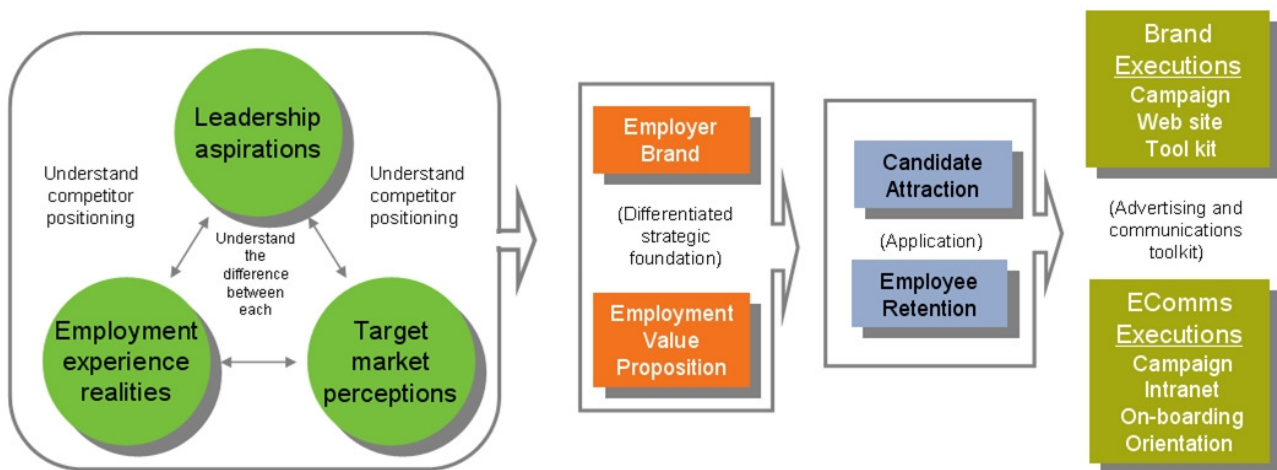 Leadership
aspirations
Understand
competitor
positioning
Understand
competitor
positioning
Understand
the
difference
between
each
Employment
experience
realities
Target
market
perceptions
Employer
Brand
(Differentiated
strategic
foundation)
Employment
Value
Proposition
Candidate
Attraction
(Application)
Employee
Retention
Brand
Executions
Campaign
Web site
Tool kit
(Advertising and
communications
toolkit)
EComms
Executions
Campaign
Intranet
On-boarding
Orientation